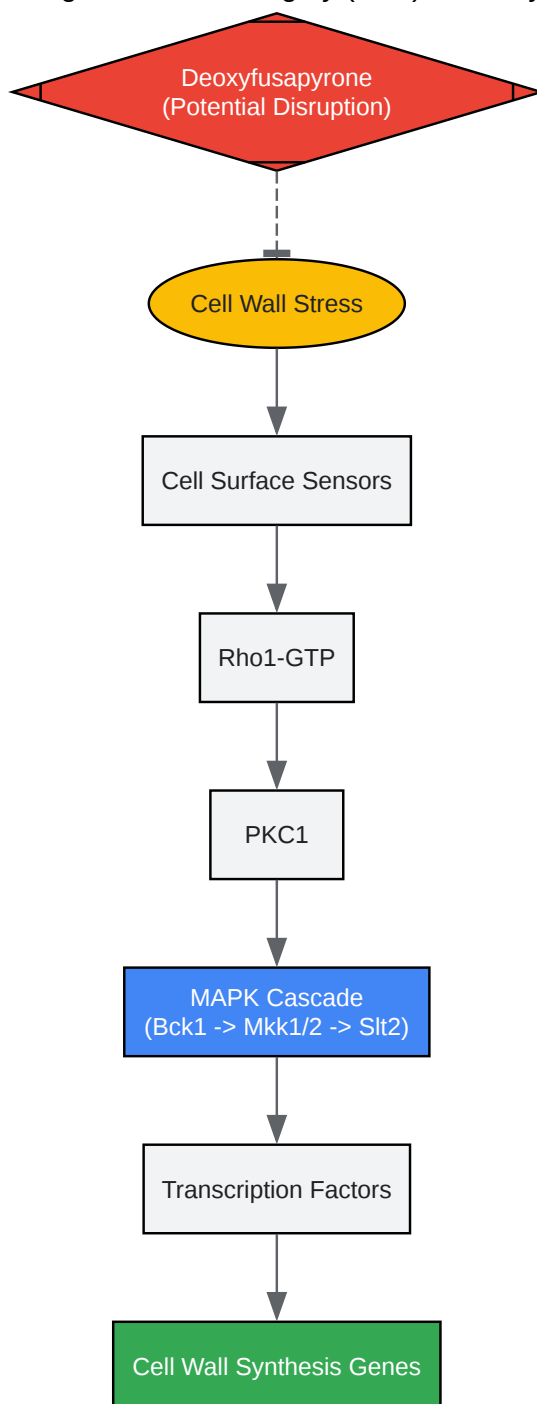 Deoxyfusapyrone
(Potential Disruption)
Cell Wall Stress
Cell Surface Sensors
Rho1-GTP
PKC1
MAPK Cascade
(Bck1 -> Mkk1/2 -> Slt2)
Transcription Factors
Cell Wall Synthesis Genes